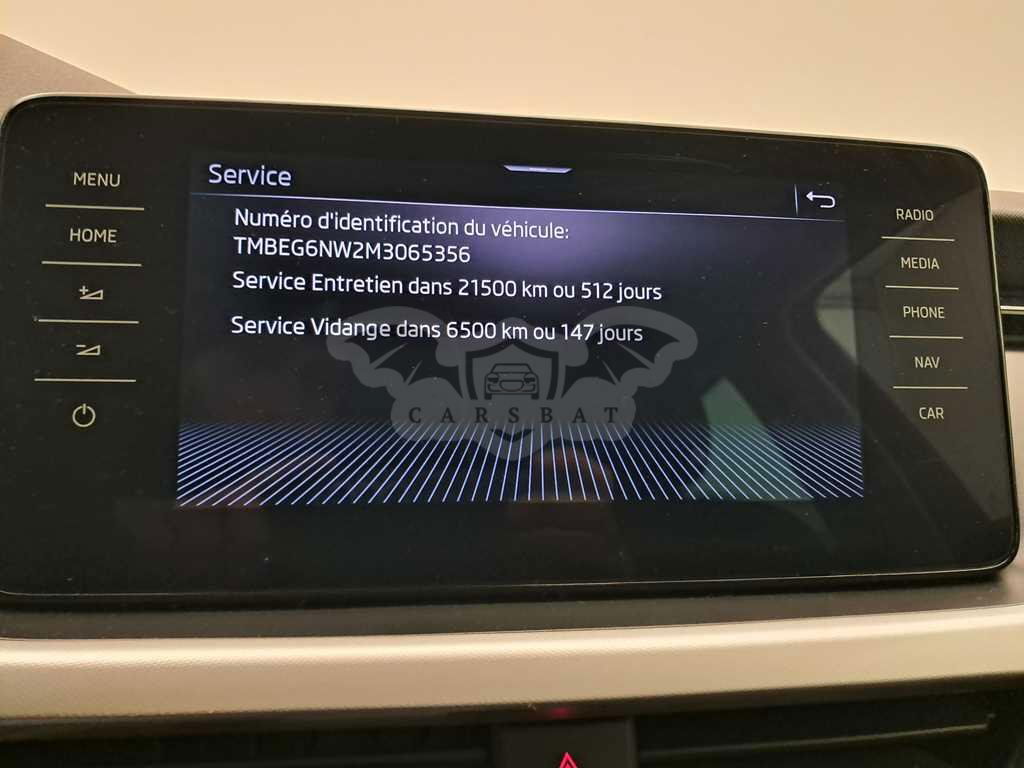 MENU
HOME
Service
Numéro d'identification du véhicule:
TMBEG6NW2M3065356
Service Entretien dans 21500 km ou 512 jours
Service Vidange dans 6500 km ou 147 jours
CARSBAT
RADIO
MEDIA
PHONE
NAV
CAR